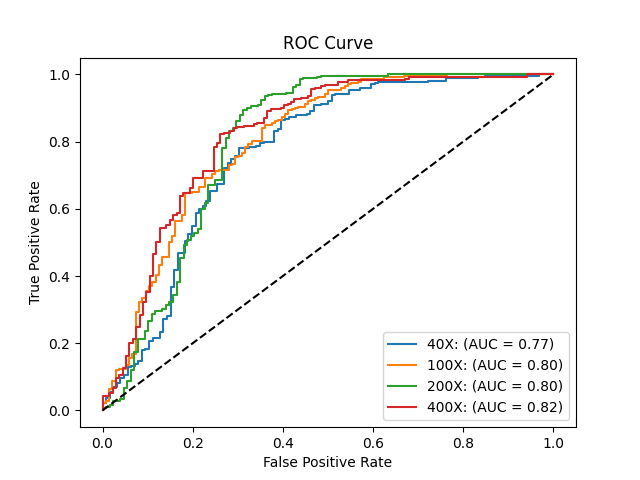 ROC Curve
True Positive Rate
1.0
0.8
0.6
0.4
0.2
0.0
0.0 0.2 0.4 0.6 0.8 1.0
False Positive Rate
40X: (AUC = 0.77)
100X: (AUC = 0.80)
200X: (AUC = 0.80)
400X: (AUC = 0.82)